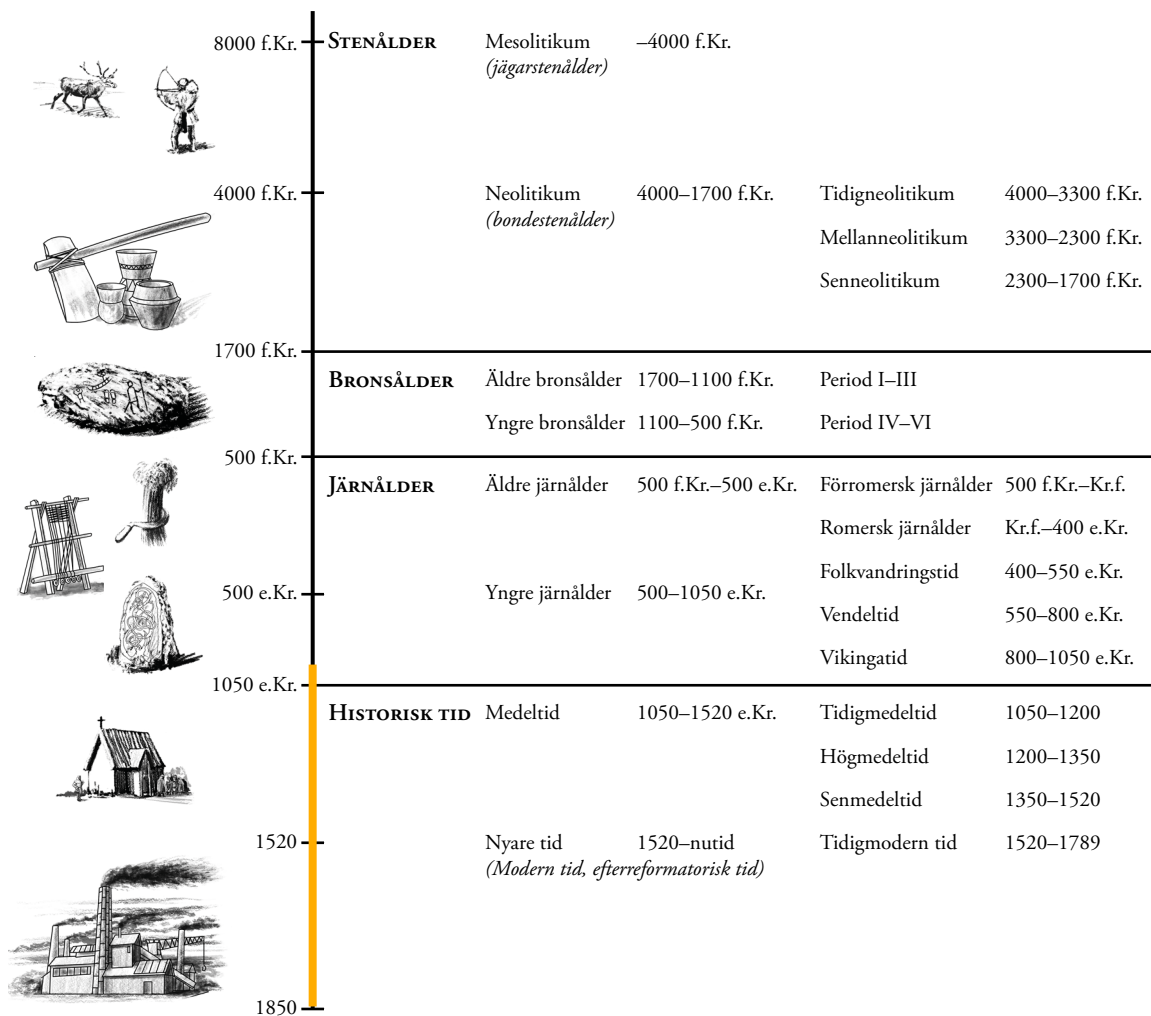 8000 f.Kr. STENÅLDER Mesolitikum –4000 f.Kr.
(jägarstenålder)
4000 f.Kr. Neolitikum 4000–1700 f.Kr. Tidigneolitikum 4000–3300 f.Kr.
(bondestenålder)
Mellanneolitikum 3300–2300 f.Kr.
Senneolitikum 2300–1700 f.Kr.
1700 f.Kr.
BRONSÅLDER Äldre bronsålder 1700–1100 f.Kr. Period I–III
Yngre bronsålder 1100–500 f.Kr. Period IV–VI
500 f.Kr.
JÄRNÅLDER Äldre järnålder 500 f.Kr.–500 e.Kr. Förromersk järnålder 500 f.Kr.–Kr.f.
Romersk järnålder Kr.f.–400 e.Kr.
Folkvandringstid 400–550 e.Kr.
500 e.Kr. Yngre järnålder 500–1050 e.Kr.
Vendeltid 550–800 e.Kr.
Vikingatid 800–1050 e.Kr.
1050 e.Kr.
HISTORISK TID Medeltid 1050–1520 e.Kr. Tidigmedeltid 1050–1200
Högmedeltid 1200–1350
Senmedeltid 1350–1520
1520 Nyare tid 1520–nutid Tidigmodern tid 1520–1789
(Modern tid, efterreformatorisk tid)
1850